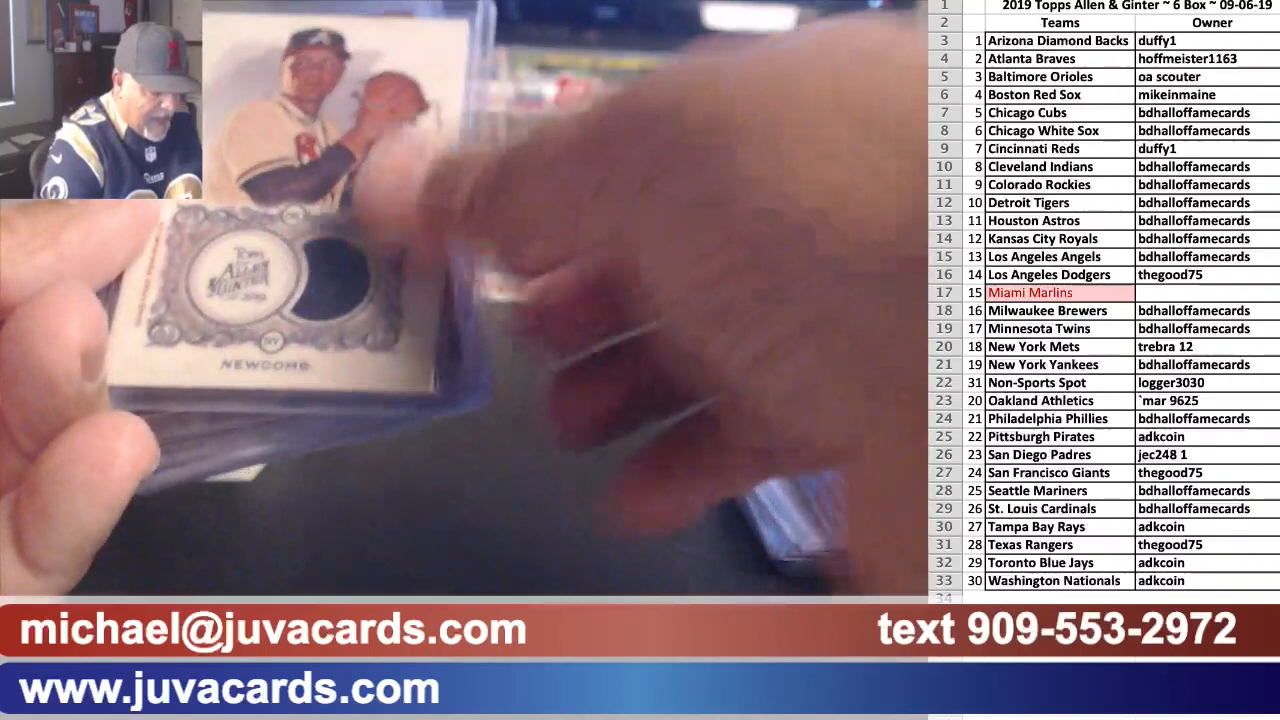 1 2019 Topps Allen & Ginter ~ 6 Box ~ 09-06-19
2 Teams Owner
3 1 Arizona Diamond Backs duffy1
4 2 Atlanta Braves hoffmeister1163
5 3 Baltimore Orioles oa scouter
6 4 Boston Red Sox mikeinmaine
7 5 Chicago Cubs bdhalloffamecards
8 6 Chicago White Sox bdhalloffamecards
9 7 Cincinnati Reds duffy1
10 8 Cleveland Indians bdhalloffamecards
11 9 Colorado Rockies bdhalloffamecards
12 10 Detroit Tigers bdhalloffamecards
13 11 Houston Astros bdhalloffamecards
14 12 Kansas City Royals bdhalloffamecards
15 13 Los Angeles Angels bdhalloffamecards
16 14 Los Angeles Dodgers thegood75
17 15 Miami Marlins
18 16 Milwaukee Brewers bdhalloffamecards
19 17 Minnesota Twins bdhalloffamecards
20 18 New York Mets trebra 12
21 19 New York Yankees bdhalloffamecards
22 31 Non-Sports Spot logger3030
23 20 Oakland Athletics `mar 9625
24 21 Philadelphia Phillies bdhalloffamecards
25 22 Pittsburgh Pirates adkcoin
26 23 San Diego Padres jec248 1
27 24 San Francisco Giants thegood75
28 25 Seattle Mariners bdhalloffamecards
29 26 St. Louis Cardinals bdhalloffamecards
30 27 Tampa Bay Rays adkcoin
31 28 Texas Rangers thegood75
32 29 Toronto Blue Jays adkcoin
33 30 Washington Nationals adkcoin
34
TOPPS
ALLEN & GINTER
NEWCOMB
michael@juvacards.com text 909-553-2972
www.juvacards.com